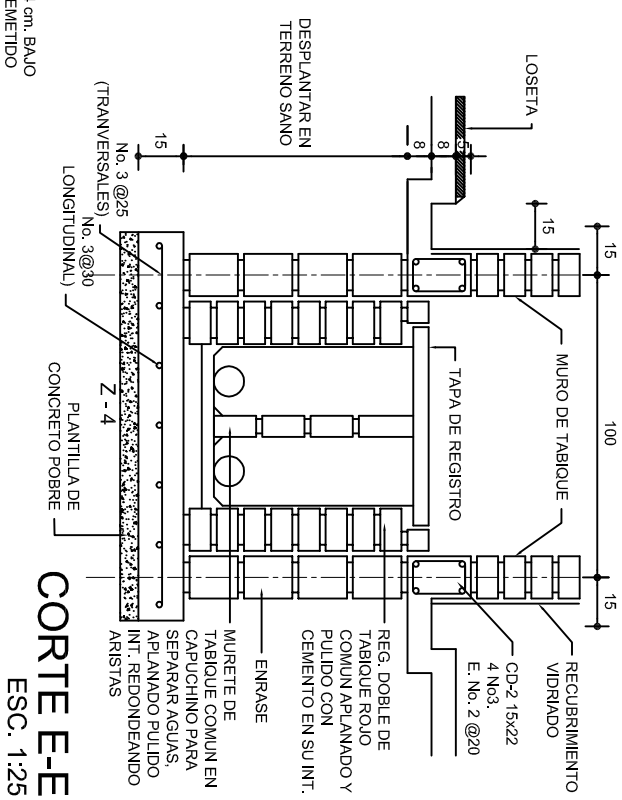 15
100
15
15
LOSETA
5
8
8
15
DESPLANTAR EN
TERRENO SANO
MURO DE TABIQUE
TAPA DE REGISTRO
RECUBRIMIENTO
VIDRIADO
CD-2 15x22
4 No3.
E. No. 2 @20
REG. DOBLE DE
TABIQUE ROJO
COMUN APLANADO Y
PULIDO CON
CEMENTO EN SU INT.
ENRASE
MURETE DE
TABIQUE COMUN EN
CAPUCHINO PARA
SEPARAR AGUAS,
APLANADO PULIDO
INT. REDONDEANDO
ARISTAS
No. 3 @25
(TRANVERSALES)
No. 3@30
LONGITUDINAL)
Z - 4
PLANTILLA DE
CONCRETO POBRE
CORTE E-E
ESC. 1:25
cm. BAJO
EMETIDO